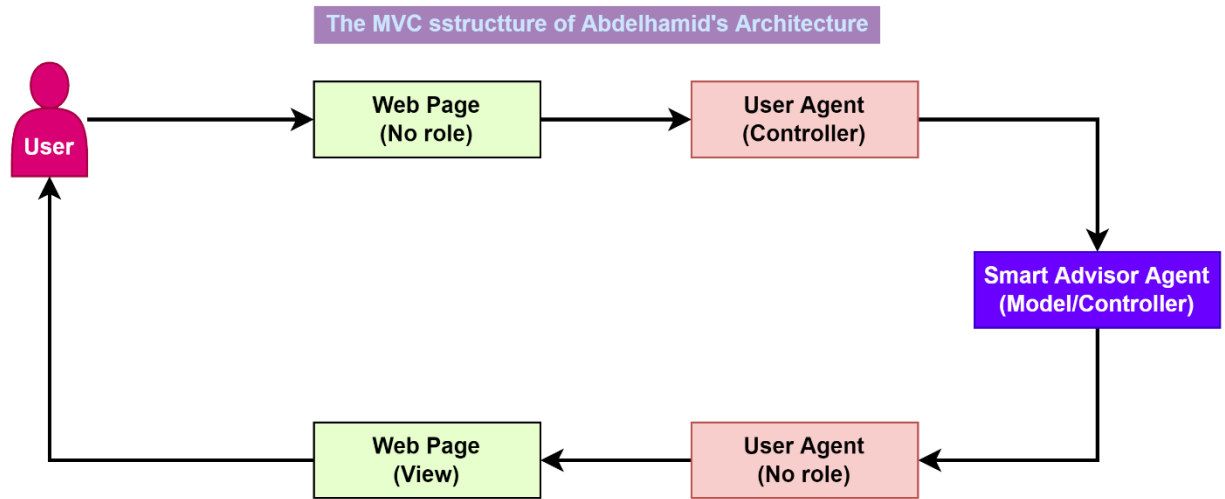 The MVC sstructture of Abdelhamid's Architecture
User
Web Page
(No role)
User Agent
(Controller)
Smart Advisor Agent
(Model/Controller)
Web Page
(View)
User Agent
(No role)